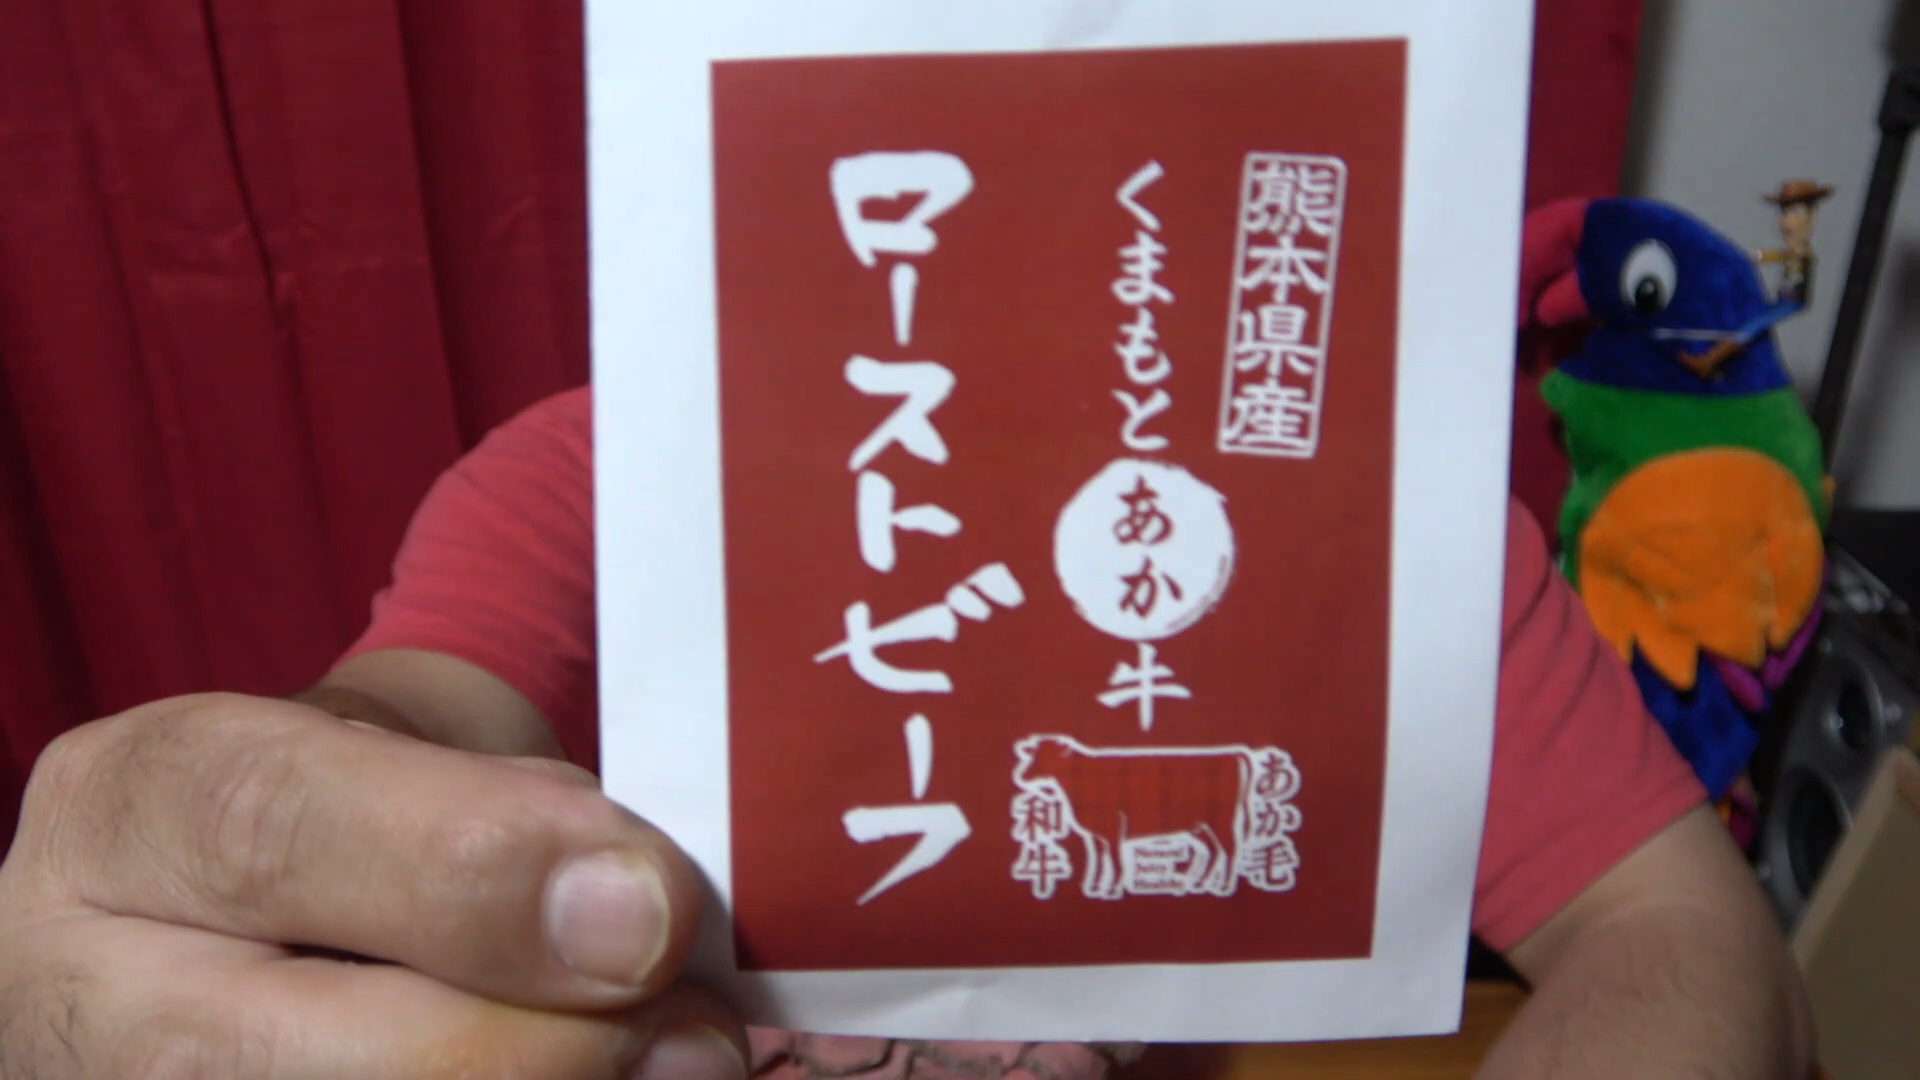 熊本県産
くまもとあか牛
ローストビーフ
あか毛
和牛